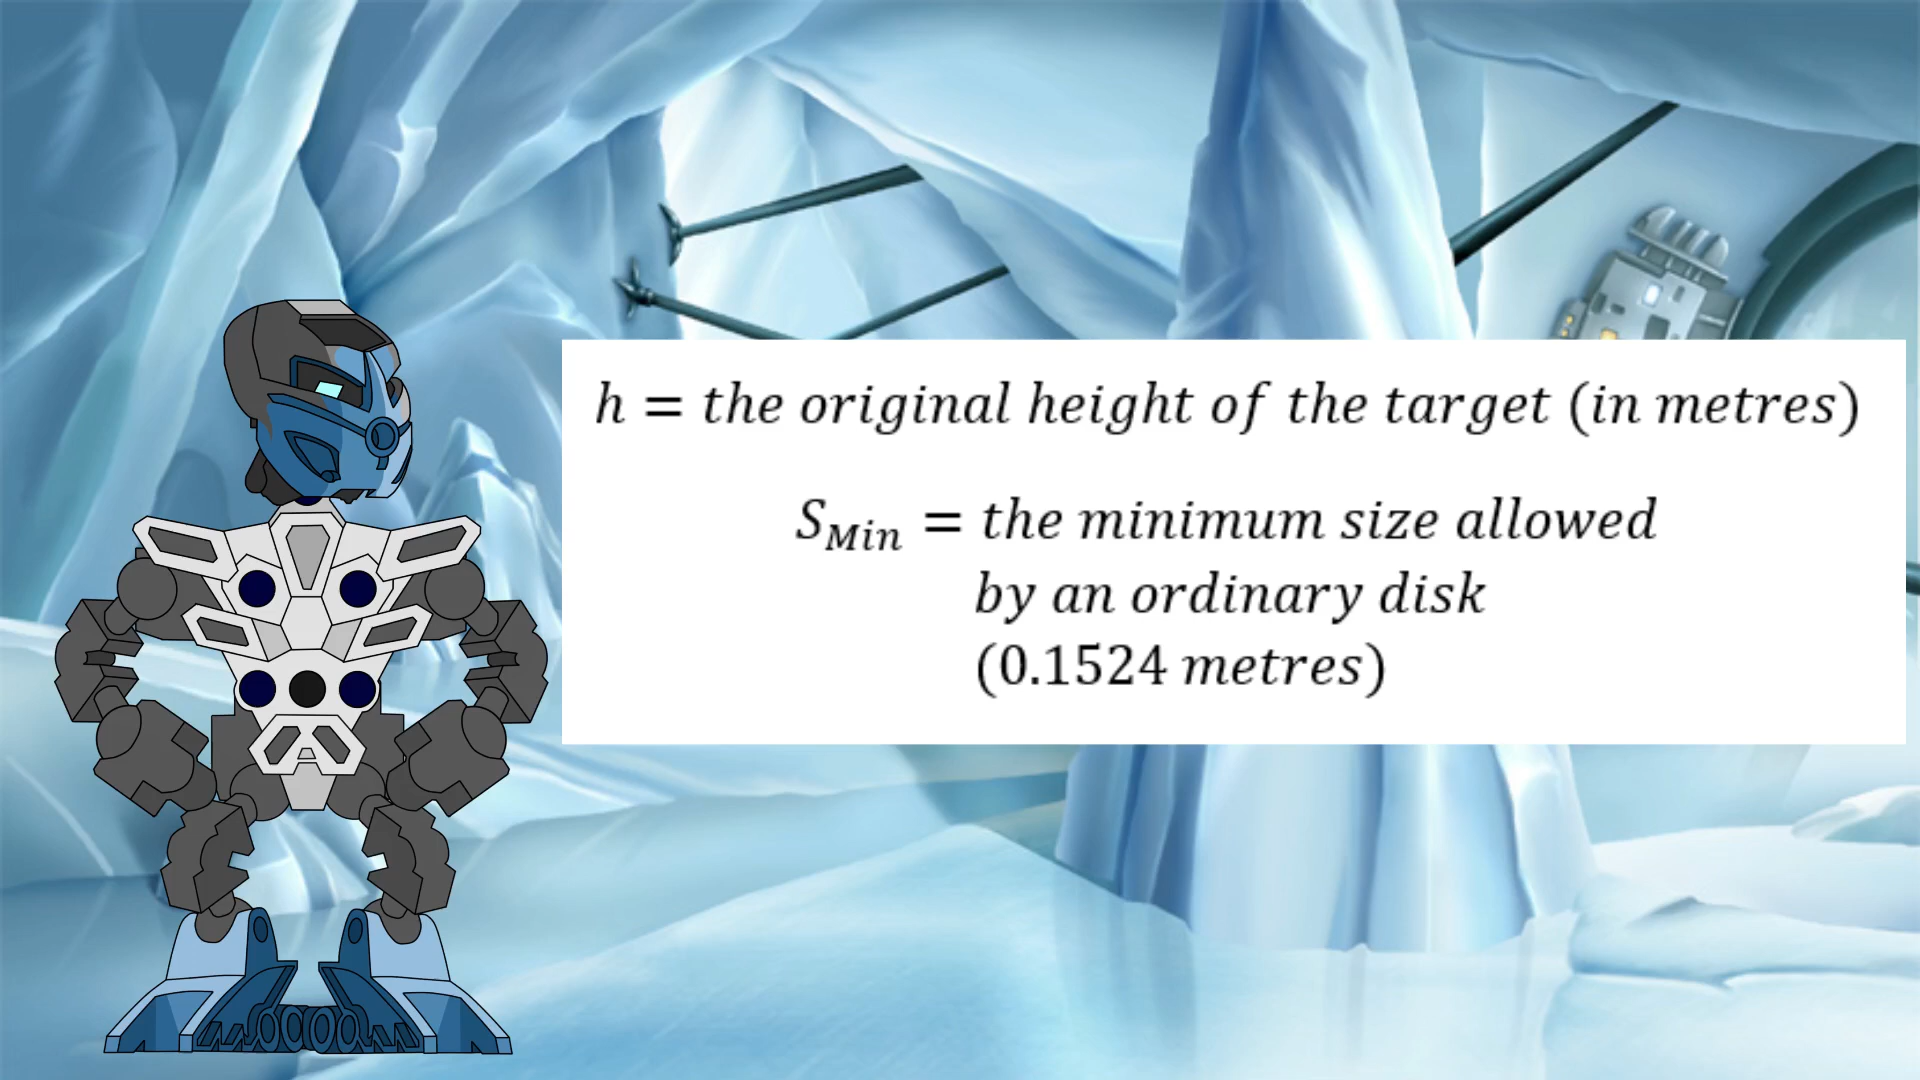 h = the original height of the target (in metres)
S_Min = the minimum size allowed
by an ordinary disk
(0.1524 metres)